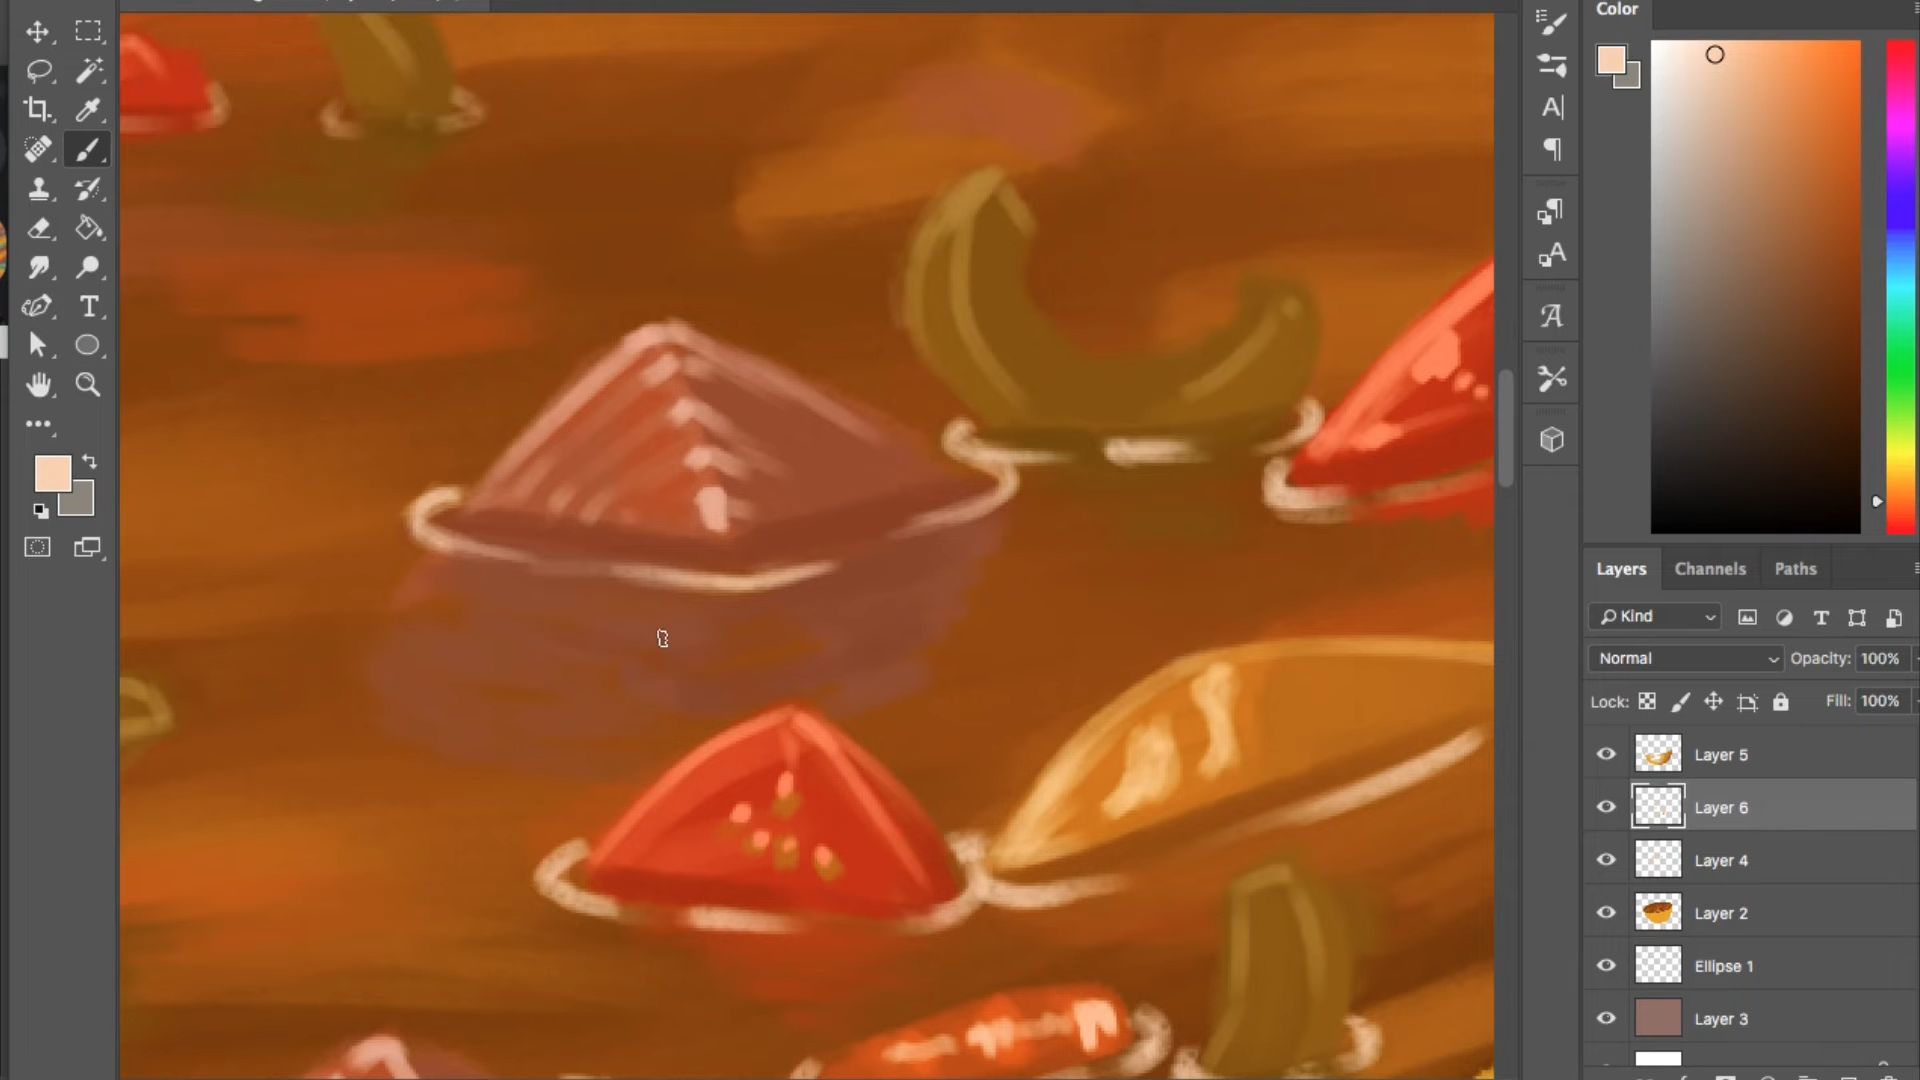 Color
Layers Channels Paths
Kind
Normal Opacity: 100%
Lock: Fill: 100%
Layer 5
Layer 6
Layer 4
Layer 2
Ellipse 1
Layer 3